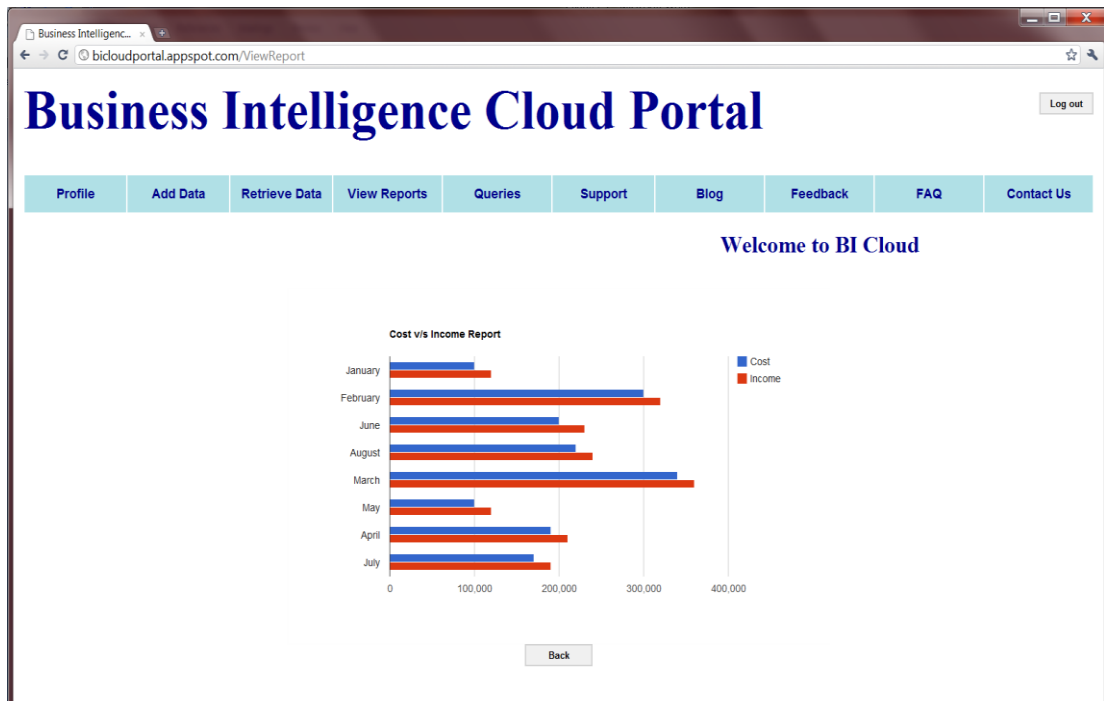 Business Intelligenc...
bicloudportal.appspot.com/ViewReport
Business Intelligence Cloud Portal
Log out
Profile Add Data Retrieve Data View Reports Queries Support Blog Feedback FAQ Contact Us
Welcome to BI Cloud
Cost v/s Income Report
Cost
Income
January
February
June
August
March
May
April
July
0 100,000 200,000 300,000 400,000
Back